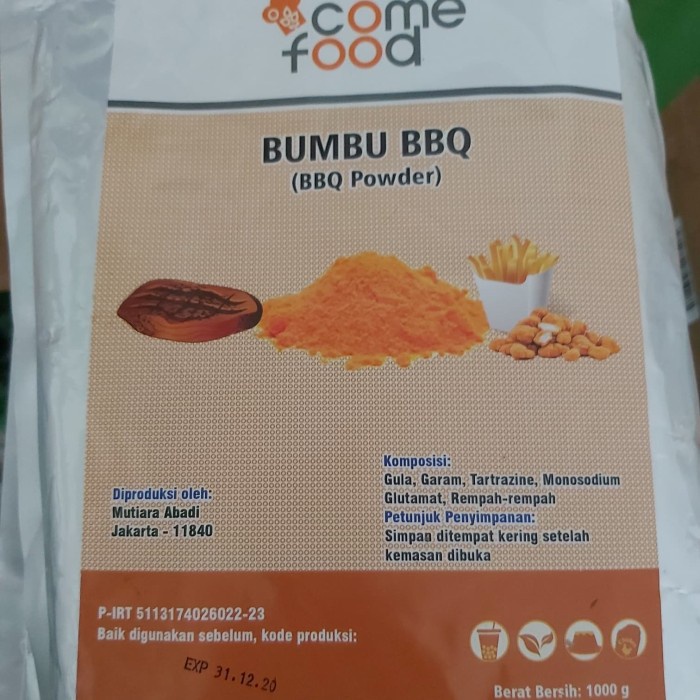 come
food
BUMBU BBQ
(BBQ Powder)
Komposisi:
Gula, Garam, Tartrazine, Monosodium
Glutamat, Rempah-rempah
Petunjuk Penyimpanan:
Simpan ditempat kering setelah
kemasan dibuka
Diproduksi oleh:
Mutiara Abadi
Jakarta - 11840
P-IRT 5113174026022-23
Baik digunakan sebelum, kode produksi:
EXP 31.12.20
Berat Bersih: 1000 g